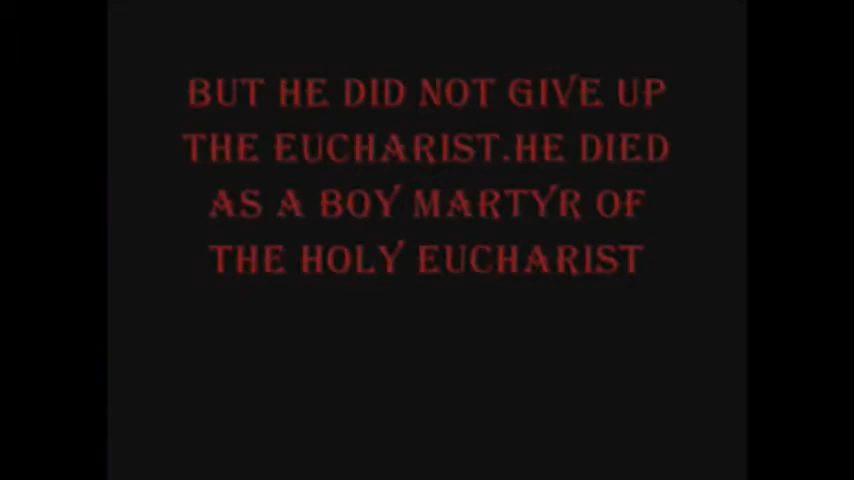 BUT HE DID NOT GIVE UP
THE EUCHARIST.HE DIED
AS A BOY MARTYR OF
THE HOLY EUCHARIST